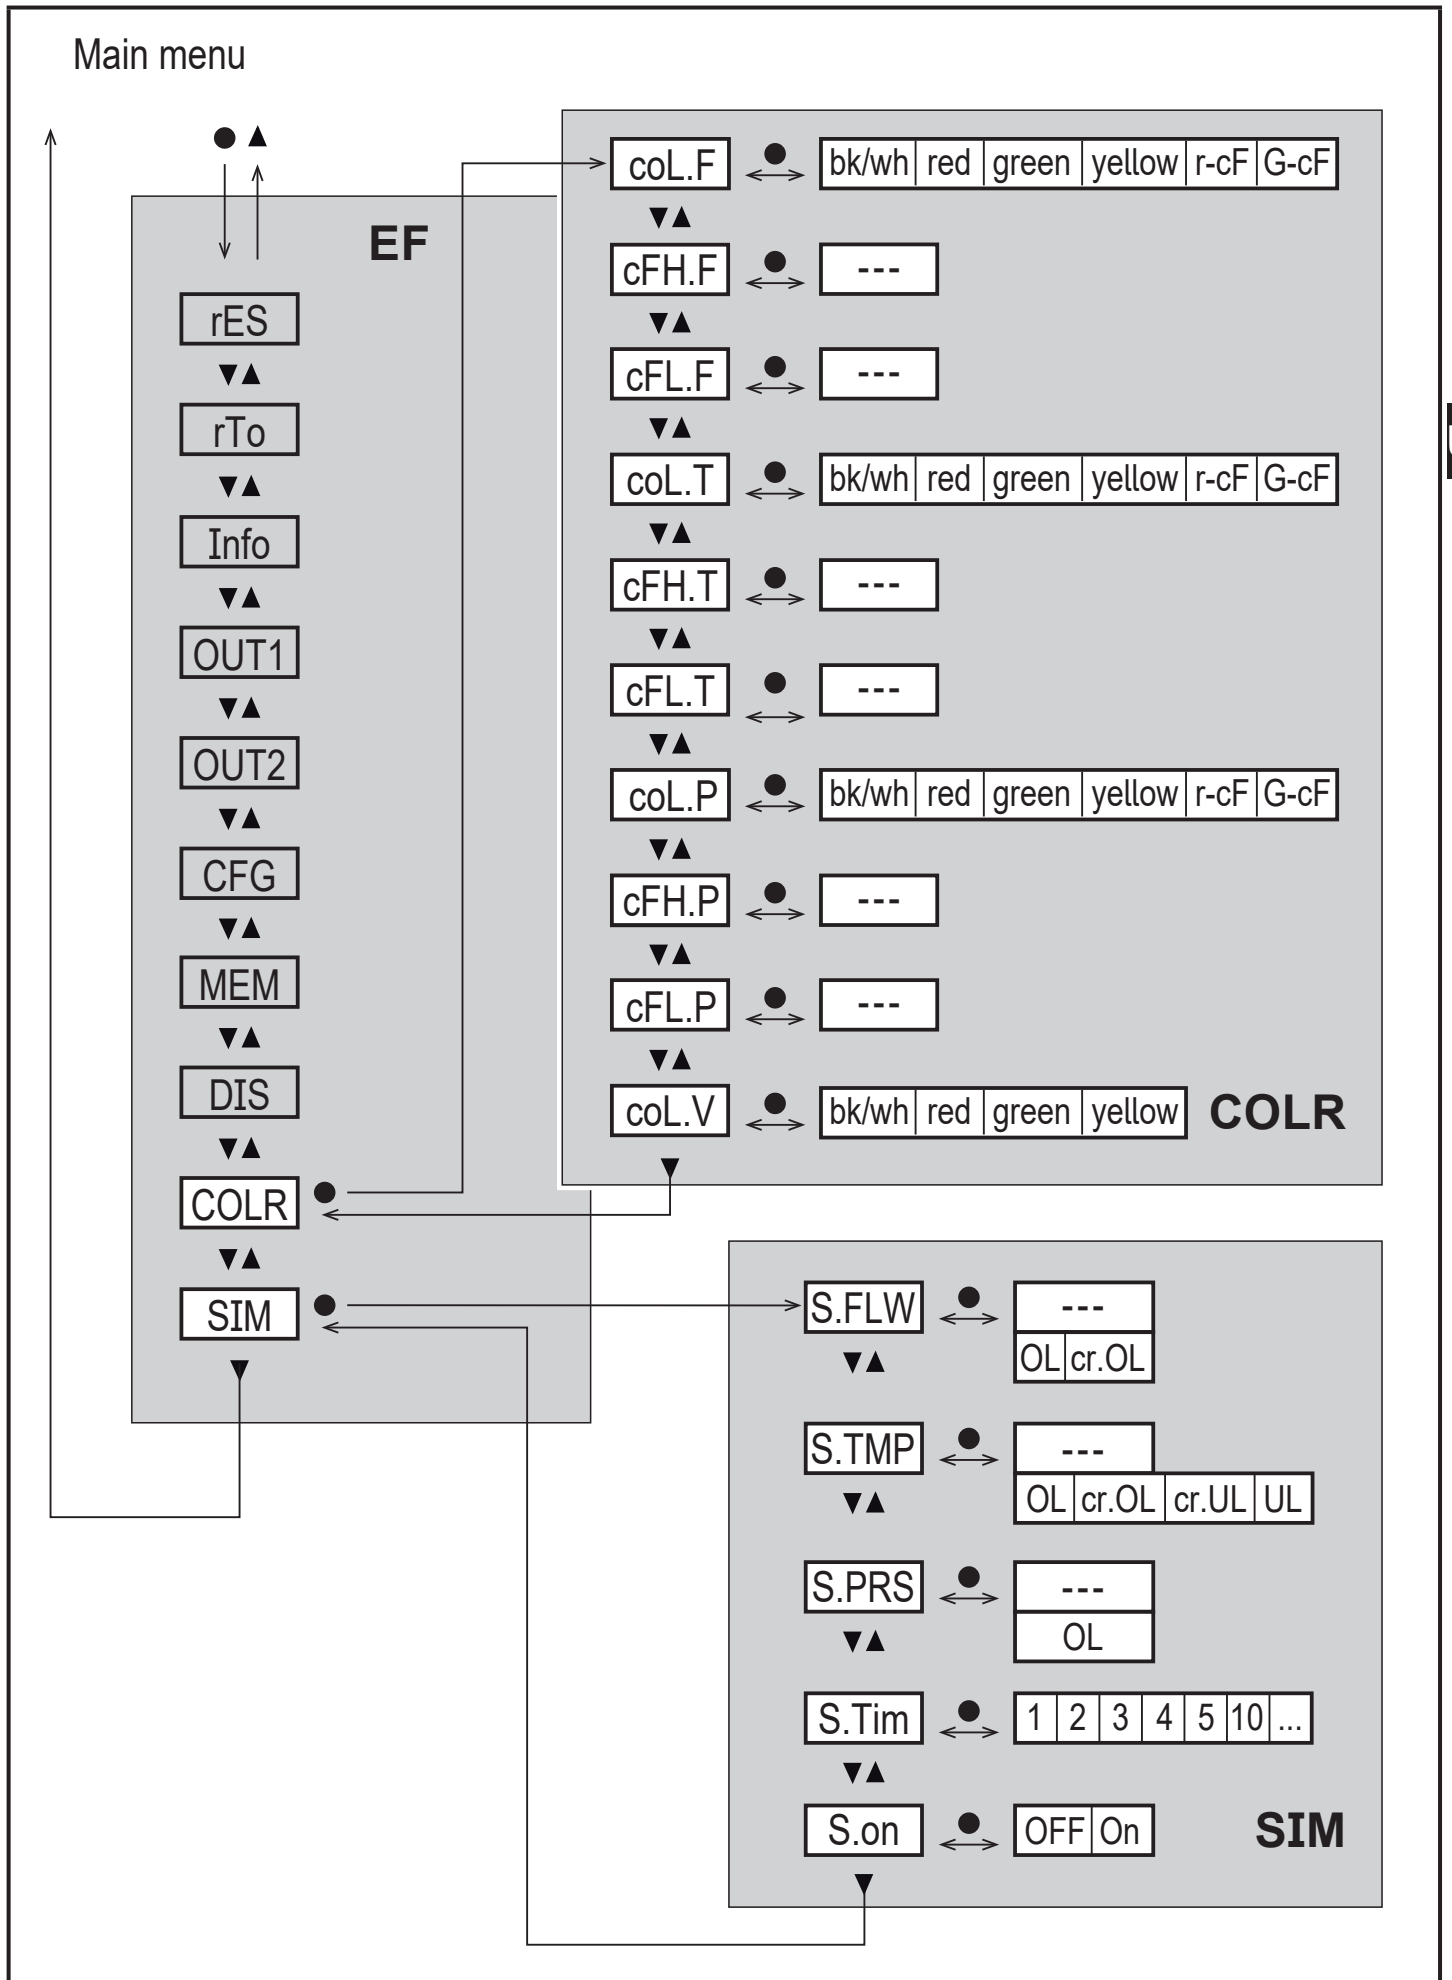 Main menu
EF
rES
rTo
Info
OUT1
OUT2
CFG
MEM
DIS
COLR
SIM
coL.F bk/wh red green yellow r-cF G-cF
cFH.F ---
cFL.F ---
coL.T bk/wh red green yellow r-cF G-cF
cFH.T ---
cFL.T ---
coL.P bk/wh red green yellow r-cF G-cF
cFH.P ---
cFL.P ---
coL.V bk/wh red green yellow COLR
S.FLW ---
OL cr.OL
S.TMP ---
OL cr.OL cr.UL UL
S.PRS ---
OL
S.Tim 1 2 3 4 5 10 ...
S.on OFF On SIM